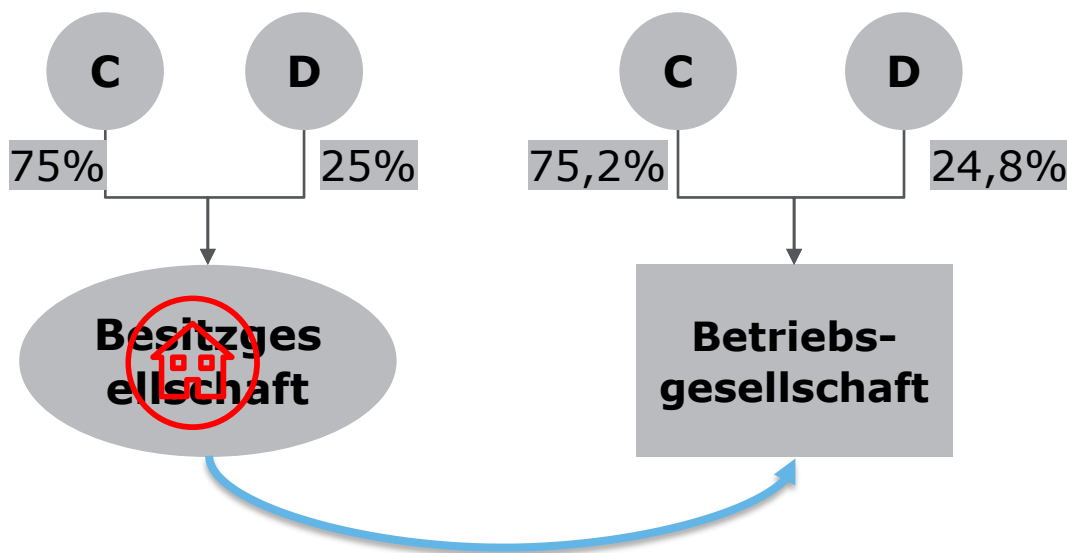 C
D
C
D
75%
25%
75,2%
24,8%
Besitzges
ellschaft
Betriebs-
gesellschaft